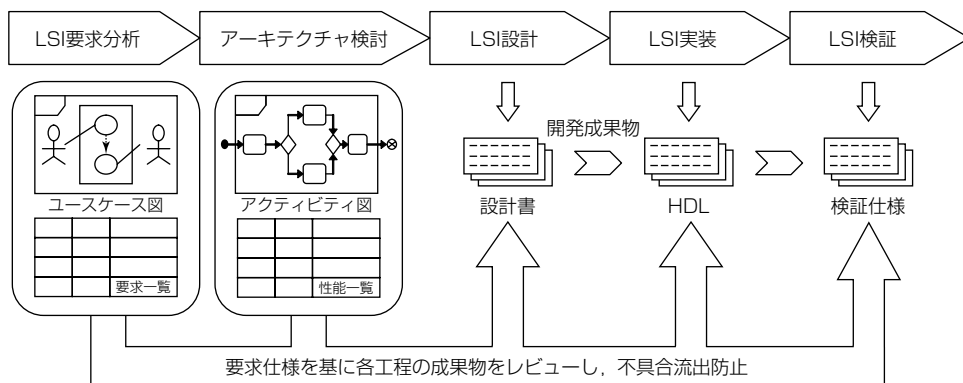 LSI要求分析
アーキテクチャ検討
LSI設計
LSI実装
LSI検証
開発成果物
ユースケース図
アクティビティ図
設計書
HDL
検証仕様
要求一覧
性能一覧
要求仕様を基に各工程の成果物をレビューし，不具合流出防止